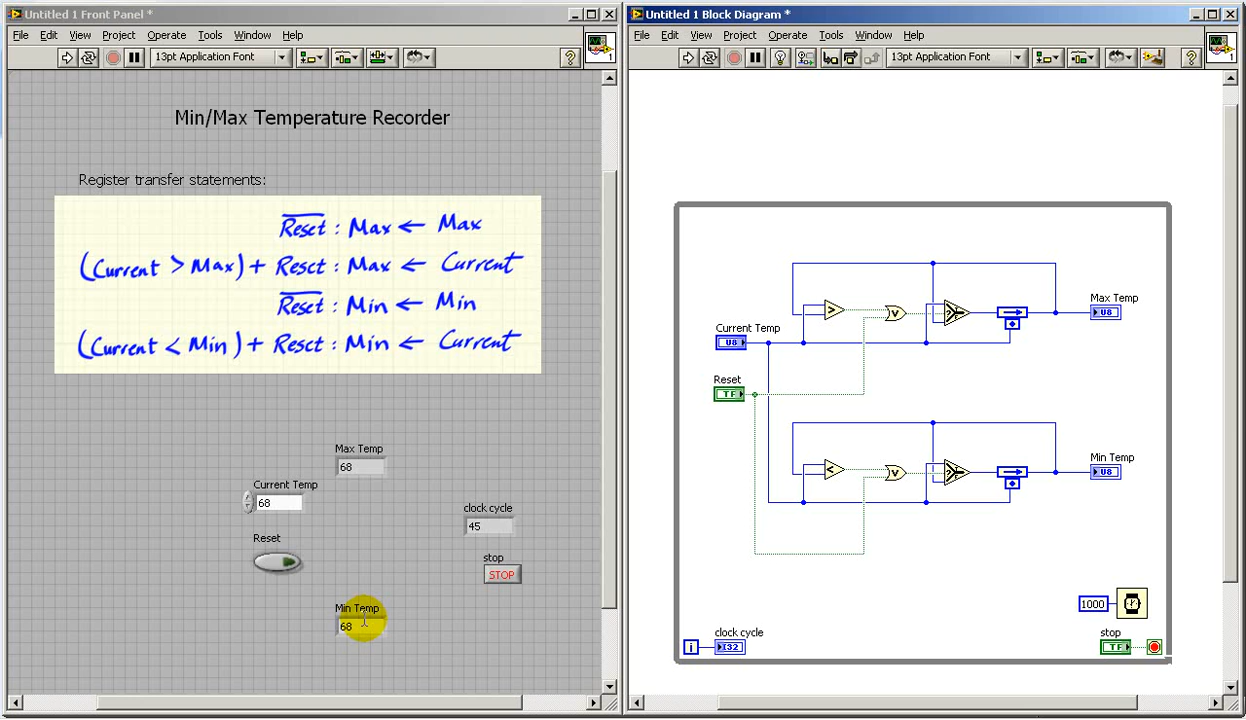 Untitled 1 Front Panel *
File Edit View Project Operate Tools Window Help
13pt Application Font
1
Min/Max Temperature Recorder
Register transfer statements:
R̅e̅s̅e̅t̅ : Max ← Max
(Current > Max) + Reset : Max ← Current
R̅e̅s̅e̅t̅ : Min ← Min
(Current < Min) + Reset : Min ← Current
Max Temp
68
Current Temp
68
clock cycle
45
Reset
stop
STOP
Min Temp
68
Untitled 1 Block Diagram *
File Edit View Project Operate Tools Window Help
13pt Application Font
1
Max Temp
U8
>
V
?
Current Temp
U8
Reset
TF
Min Temp
U8
<
V
?
1000
clock cycle
i
I32
stop
TF